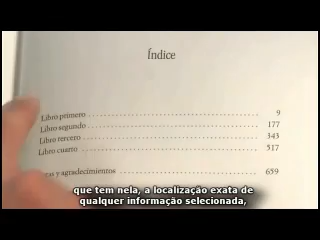 Índice
Libro primero 9
Libro segundo 177
Libro tercero 343
Libro cuarto 517
y agradecimientos 659
que tem nela, a localização exata de
qualquer informação selecionada,